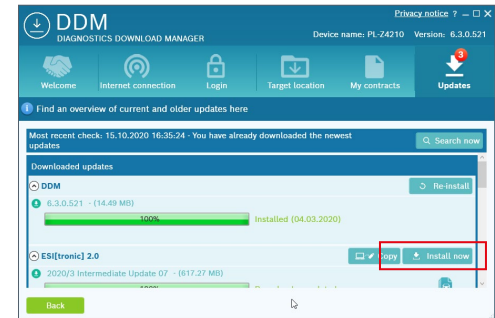 Privacy notice ? – □ X
DDM
DIAGNOSTICS DOWNLOAD MANAGER
Device name: PL-Z4210 Version: 6.3.0.521
3
Welcome Internet connection Login Target location My contracts Updates
Find an overview of current and older updates here
Most recent check: 15.10.2020 16:35:24 - You have already downloaded the newest
updates
Search now
Downloaded updates
DDM
Re-install
6.3.0.521 - (14.49 MB)
100% Installed (04.03.2020)
ESI[tronic] 2.0
Copy Install now
2020/3 Intermediate Update 07 - (617.27 MB)
100%
Back